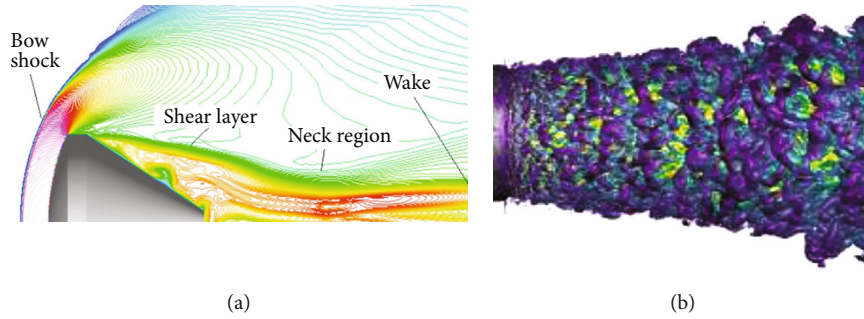 Bow
shock
Shear layer
Neck region
Wake
(a)
(b)